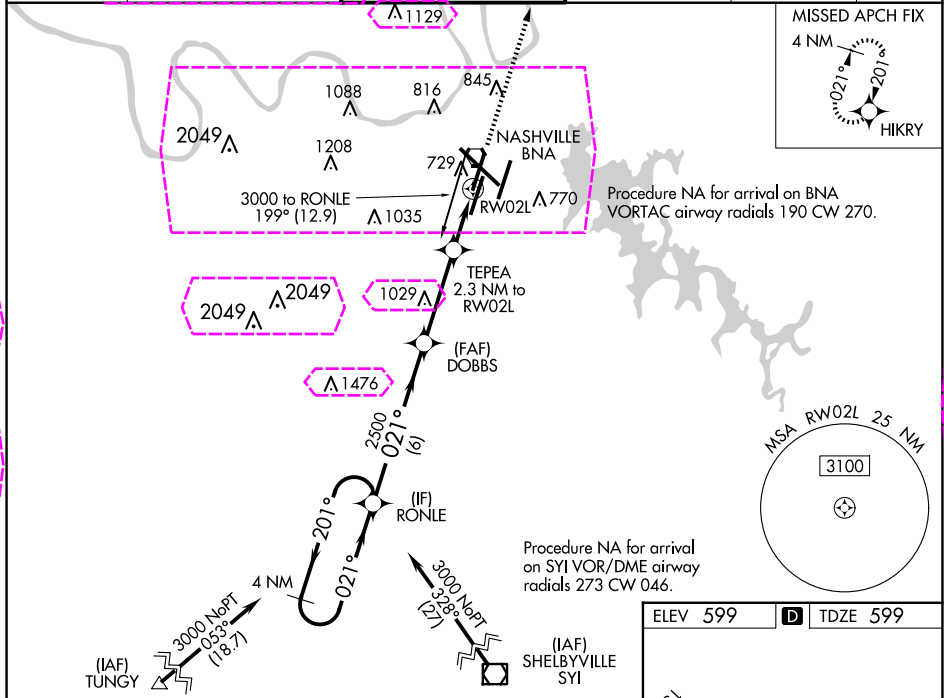 1129
MISSED APCH FIX
4 NM
021°
201°
HIKRY
1088
816
845
2049
1208
NASHVILLE
BNA
729
3000 to RONLE
199° (12.9)
1035
RW02L
770
Procedure NA for arrival on BNA
VORTAC airway radials 190 CW 270.
TEPEA
2.3 NM to
RW02L
2049
2049
1029
(FAF)
DOBBS
1476
2500
021°
(6)
MSA RW02L 25 NM
3100
(IF)
RONLE
201°
021°
4 NM
Procedure NA for arrival
on SYI VOR/DME airway
radials 273 CW 046.
3000 NoPT
053°
(18.7)
3000 NoPT
328°
(27)
(IAF)
TUNGY
(IAF)
SHELBYVILLE
SYI
ELEV 599
D
TDZE 599